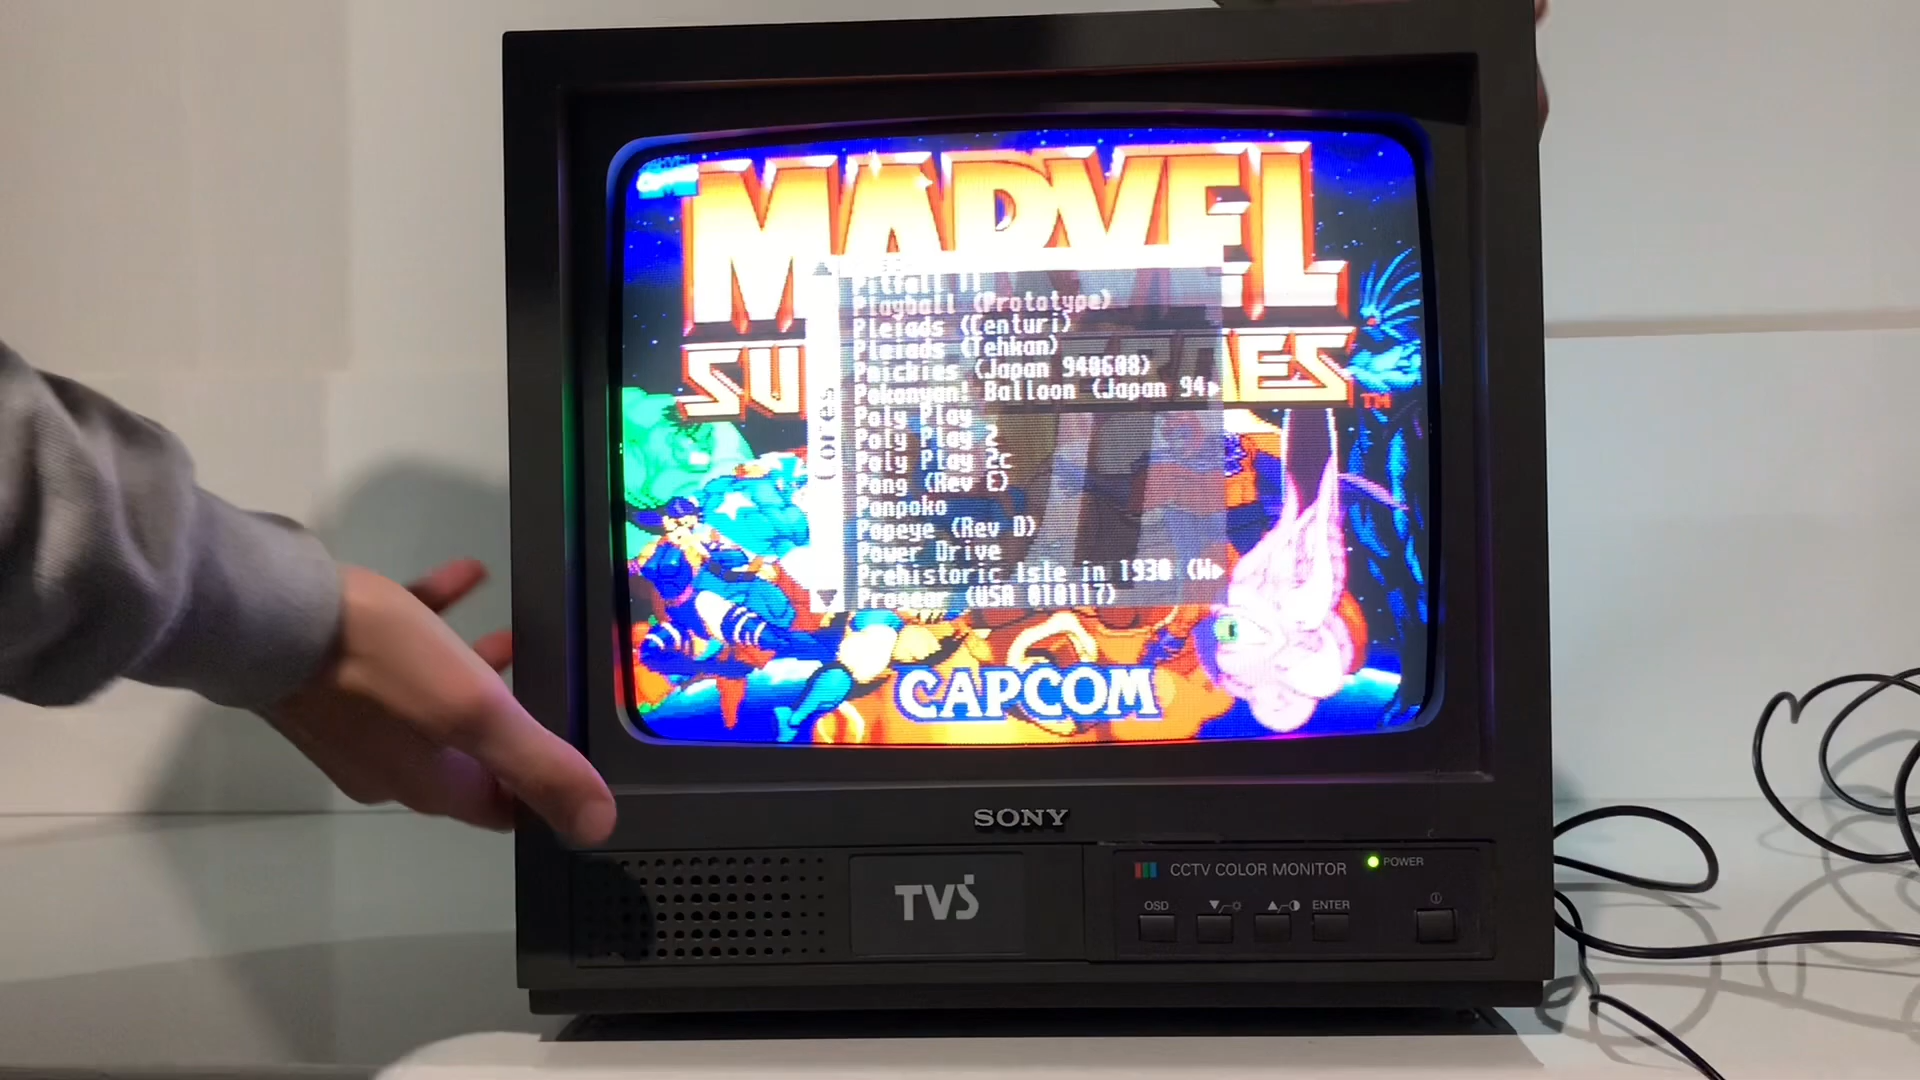 MARVEL
SU
ES
TM
Pitfall II
Playball (Prototype)
Pleiads (Centuri)
Pleiads (Tehkan)
Pnickies (Japan 940608)
Pokonyan! Balloon (Japan 94
Poly Play
Poly Play 2
Poly Play 2c
Pong (Rev E)
Ponpoko
Popeye (Rev D)
Power Drive
Prehistoric Isle in 1930 (W
Progear (USA 010117)
Cores
CAPCOM
SONY
TVS
CCTV COLOR MONITOR
POWER
OSD
ENTER